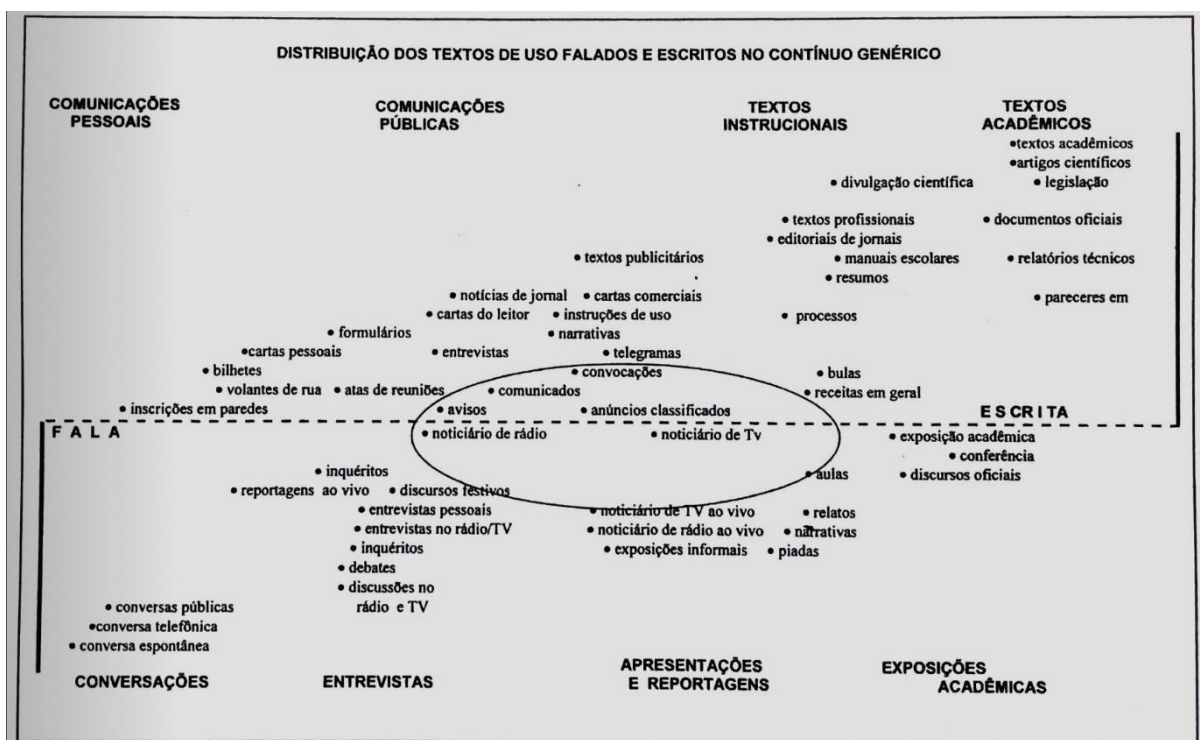 DISTRIBUIÇÃO DOS TEXTOS DE USO FALADOS E ESCRITOS NO CONTÍNUO GENÉRICO
COMUNICAÇÕES PESSOAIS
COMUNICAÇÕES PÚBLICAS
TEXTOS INSTRUCIONAIS
TEXTOS ACADÊMICOS
•textos acadêmicos
•artigos científicos
• divulgação científica • legislação
• textos profissionais • documentos oficiais
• editoriais de jornais
• textos publicitários • manuais escolares • relatórios técnicos
• resumos
• notícias de jornal • cartas comerciais • pareceres em
• cartas do leitor • instruções de uso • processos
• formulários • narrativas
•cartas pessoais • entrevistas • telegramas
• bilhetes • convocações • bulas
• volantes de rua • atas de reuniões • comunicados • receitas em geral
• inscrições em paredes • avisos • anúncios classificados ESCRITA
FALA • noticiário de rádio • noticiário de Tv • exposição acadêmica
• conferência
• inquéritos • aulas • discursos oficiais
• reportagens ao vivo • discursos festivos
• entrevistas pessoais • noticiário de TV ao vivo • relatos
• entrevistas no rádio/TV • noticiário de rádio ao vivo • narrativas
• inquéritos • exposições informais • piadas
• debates
• discussões no
rádio e TV
• conversas públicas
•conversa telefônica
• conversa espontânea
CONVERSAÇÕES
ENTREVISTAS
APRESENTAÇÕES E REPORTAGENS
EXPOSIÇÕES ACADÊMICAS